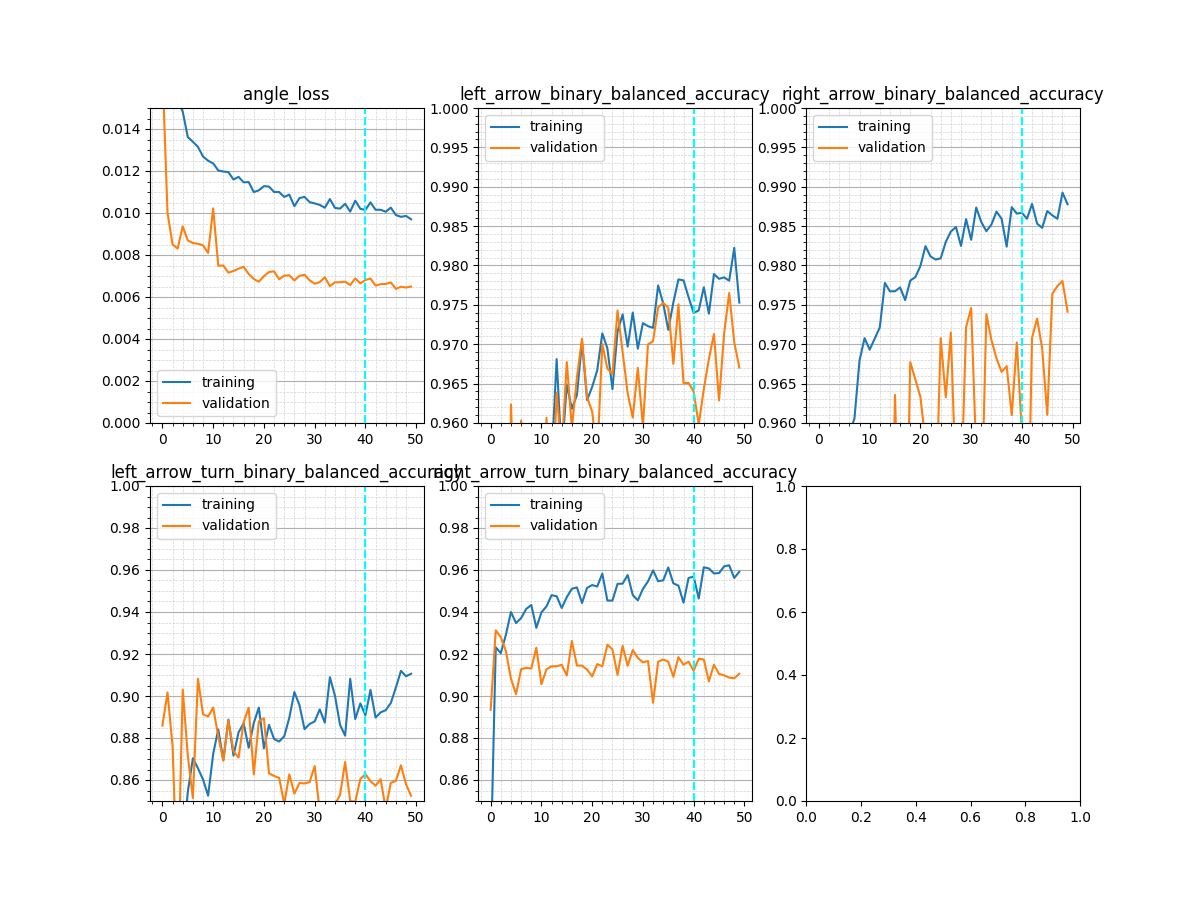 angle_loss
left_arrow_binary_balanced_accuracy
right_arrow_binary_balanced_accuracy
0.014
0.012
0.010
0.008
0.006
0.004
0.002
0.000
training
validation
0 10 20 30 40 50
1.000
0.995
0.990
0.985
0.980
0.975
0.970
0.965
0.960
training
validation
0 10 20 30 40 50
1.000
0.995
0.990
0.985
0.980
0.975
0.970
0.965
0.960
training
validation
0 10 20 30 40 50
left_arrow_turn_binary_balanced_accuracy
right_arrow_turn_binary_balanced_accuracy
1.00
0.98
0.96
0.94
0.92
0.90
0.88
0.86
training
validation
0 10 20 30 40 50
1.00
0.98
0.96
0.94
0.92
0.90
0.88
0.86
training
validation
0 10 20 30 40 50
1.0
0.8
0.6
0.4
0.2
0.0
0.0 0.2 0.4 0.6 0.8 1.0